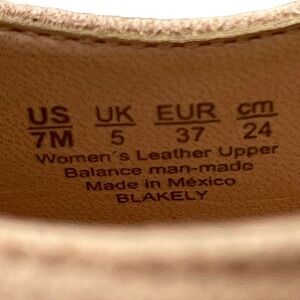 US UK EUR cm
7M 5 37 24
Women's Leather Upper
Balance man-made
Made in México
BLAKELY